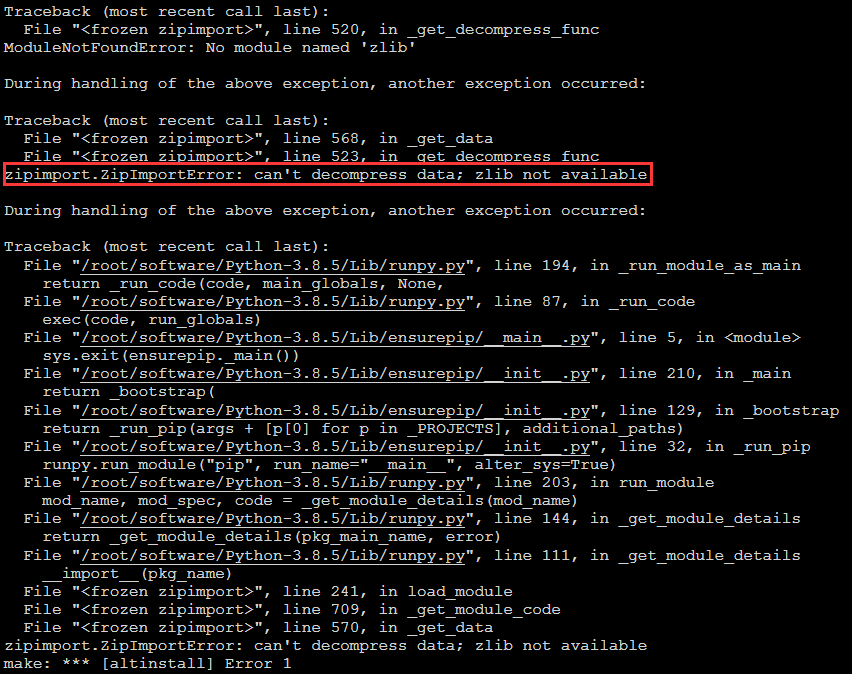 Traceback (most recent call last):
  File "<frozen zipimport>", line 520, in _get_decompress_func
ModuleNotFoundError: No module named 'zlib'

During handling of the above exception, another exception occurred:

Traceback (most recent call last):
  File "<frozen zipimport>", line 568, in _get_data
  File "<frozen zipimport>", line 523, in _get_decompress_func
zipimport.ZipImportError: can't decompress data; zlib not available

During handling of the above exception, another exception occurred:

Traceback (most recent call last):
  File "/root/software/Python-3.8.5/Lib/runpy.py", line 194, in _run_module_as_main
    return _run_code(code, main_globals, None,
  File "/root/software/Python-3.8.5/Lib/runpy.py", line 87, in _run_code
    exec(code, run_globals)
  File "/root/software/Python-3.8.5/Lib/ensurepip/__main__.py", line 5, in <module>
    sys.exit(ensurepip._main())
  File "/root/software/Python-3.8.5/Lib/ensurepip/__init__.py", line 210, in _main
    return _bootstrap(
  File "/root/software/Python-3.8.5/Lib/ensurepip/__init__.py", line 129, in _bootstrap
    return _run_pip(args + [p[0] for p in _PROJECTS], additional_paths)
  File "/root/software/Python-3.8.5/Lib/ensurepip/__init__.py", line 32, in _run_pip
    runpy.run_module("pip", run_name="__main__", alter_sys=True)
  File "/root/software/Python-3.8.5/Lib/runpy.py", line 203, in run_module
    mod_name, mod_spec, code = _get_module_details(mod_name)
  File "/root/software/Python-3.8.5/Lib/runpy.py", line 144, in _get_module_details
    return _get_module_details(pkg_main_name, error)
  File "/root/software/Python-3.8.5/Lib/runpy.py", line 111, in _get_module_details
    __import__(pkg_name)
  File "<frozen zipimport>", line 241, in load_module
  File "<frozen zipimport>", line 709, in _get_module_code
  File "<frozen zipimport>", line 570, in _get_data
zipimport.ZipImportError: can't decompress data; zlib not available
make: *** [altinstall] Error 1